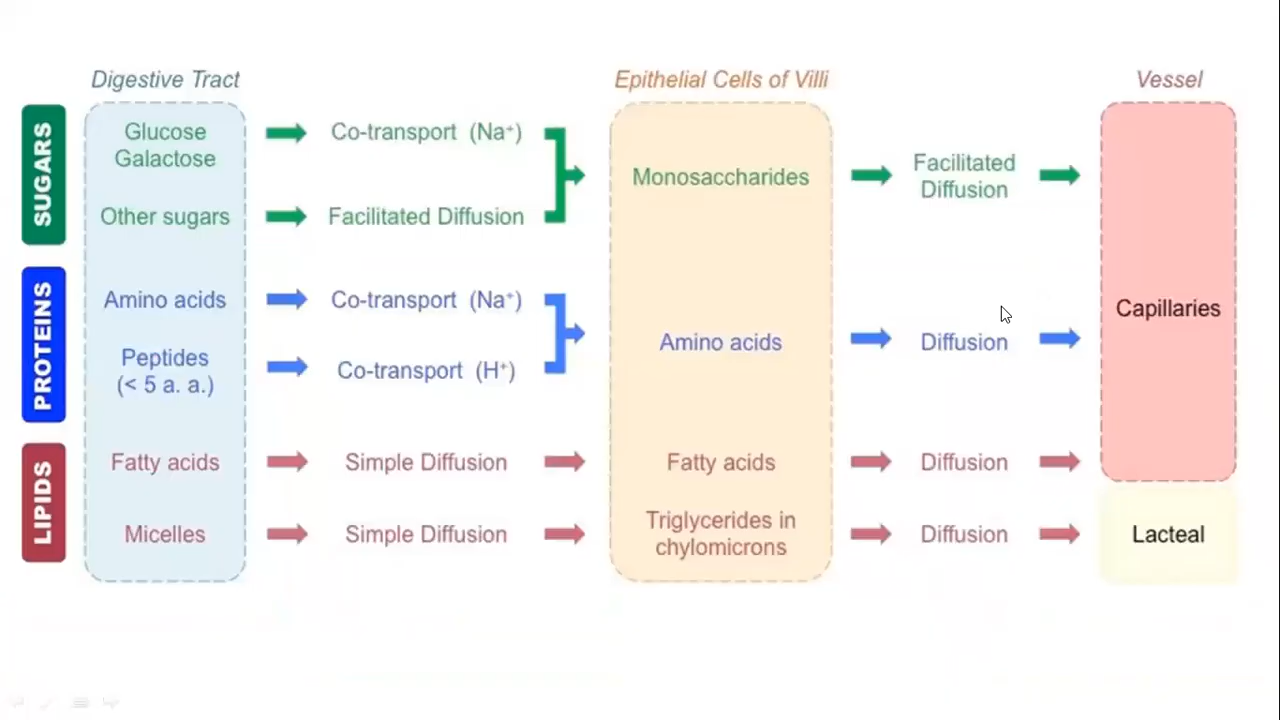 Digestive Tract
Epithelial Cells of Villi
Vessel
SUGARS
Glucose
Galactose
Co-transport (Na⁺)
Other sugars
Facilitated Diffusion
Monosaccharides
Facilitated
Diffusion
PROTEINS
Amino acids
Co-transport (Na⁺)
Peptides
(< 5 a. a.)
Co-transport (H⁺)
Amino acids
Diffusion
Capillaries
LIPIDS
Fatty acids
Simple Diffusion
Fatty acids
Diffusion
Micelles
Simple Diffusion
Triglycerides in
chylomicrons
Diffusion
Lacteal